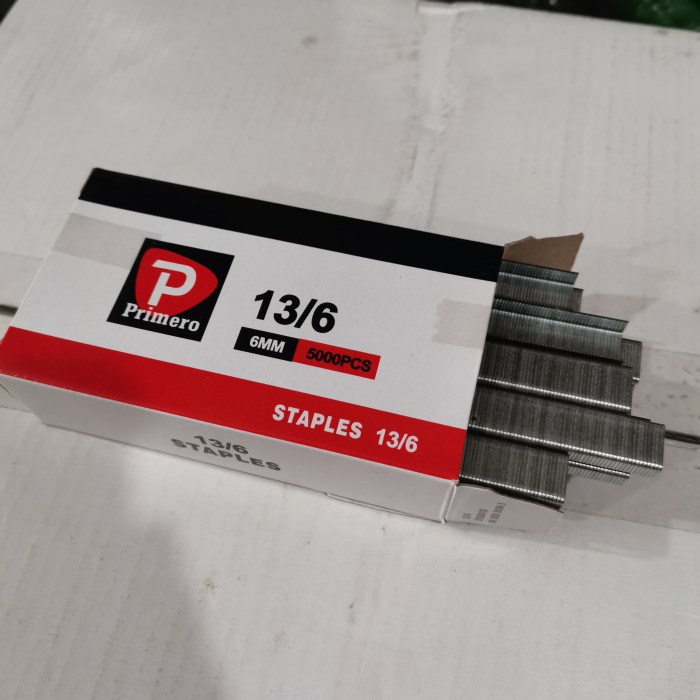 P
Primero
13/6
6MM 5000PCS
STAPLES 13/6
13/6
STAPLES